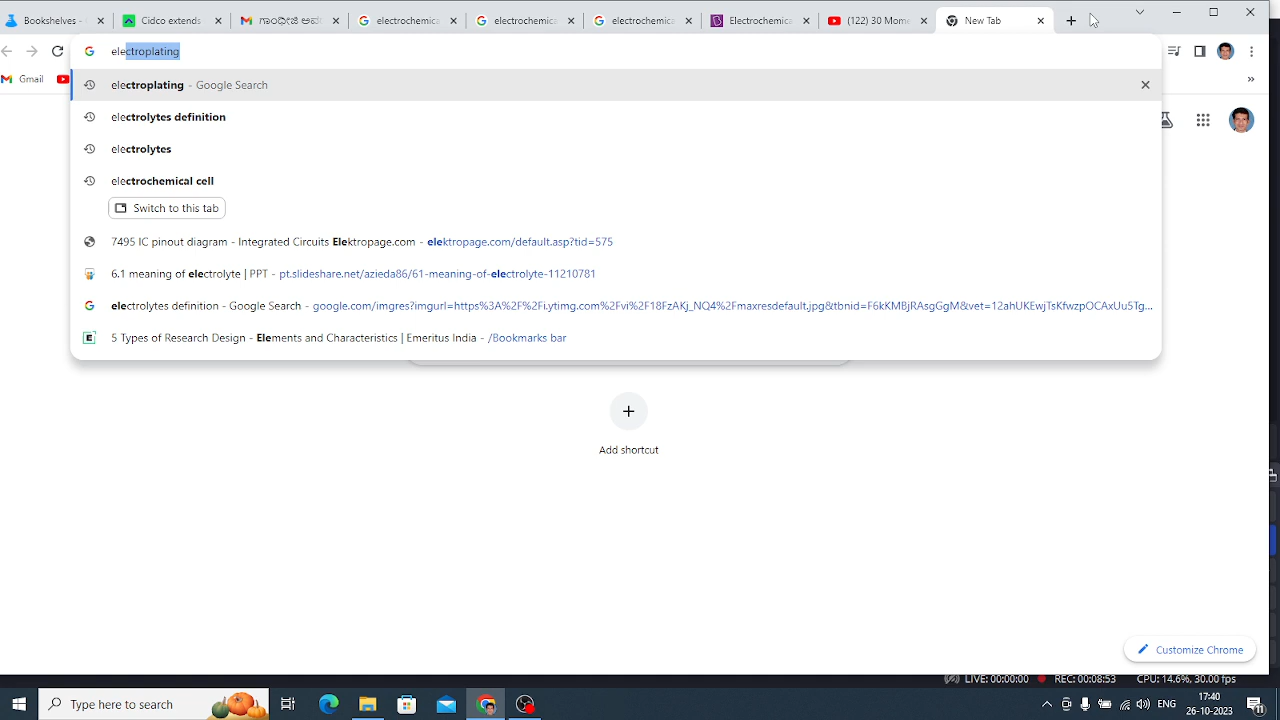 Bookshelves -
Cidco extends
electrochemic
electrochemica
electrochemica
Electrochemica
(122) 30 Mome
New Tab
electroplating
Gmail
»
electroplating - Google Search
electrolytes definition
electrolytes
electrochemical cell
Switch to this tab
7495 IC pinout diagram - Integrated Circuits Elektropage.com - elektropage.com/default.asp?tid=575
6.1 meaning of electrolyte | PPT - pt.slideshare.net/azieda86/61-meaning-of-electrolyte-11210781
electrolytes definition - Google Search - google.com/imgres?imgurl=https%3A%2F%2Fi.ytimg.com%2Fvi%2F18FzAKj_NQ4%2Fmaxresdefault.jpg&tbnid=F6kKMBjRAsgGgM&vet=12ahUKEwjTsKfwzpOCAxUu5Tg...
5 Types of Research Design - Elements and Characteristics | Emeritus India - /Bookmarks bar
Add shortcut
Customize Chrome
LIVE: 00:00:00 REC: 00:08:53 CPU: 14.6%, 30.00 fps
Type here to search
ENG
17:40
26-10-2023